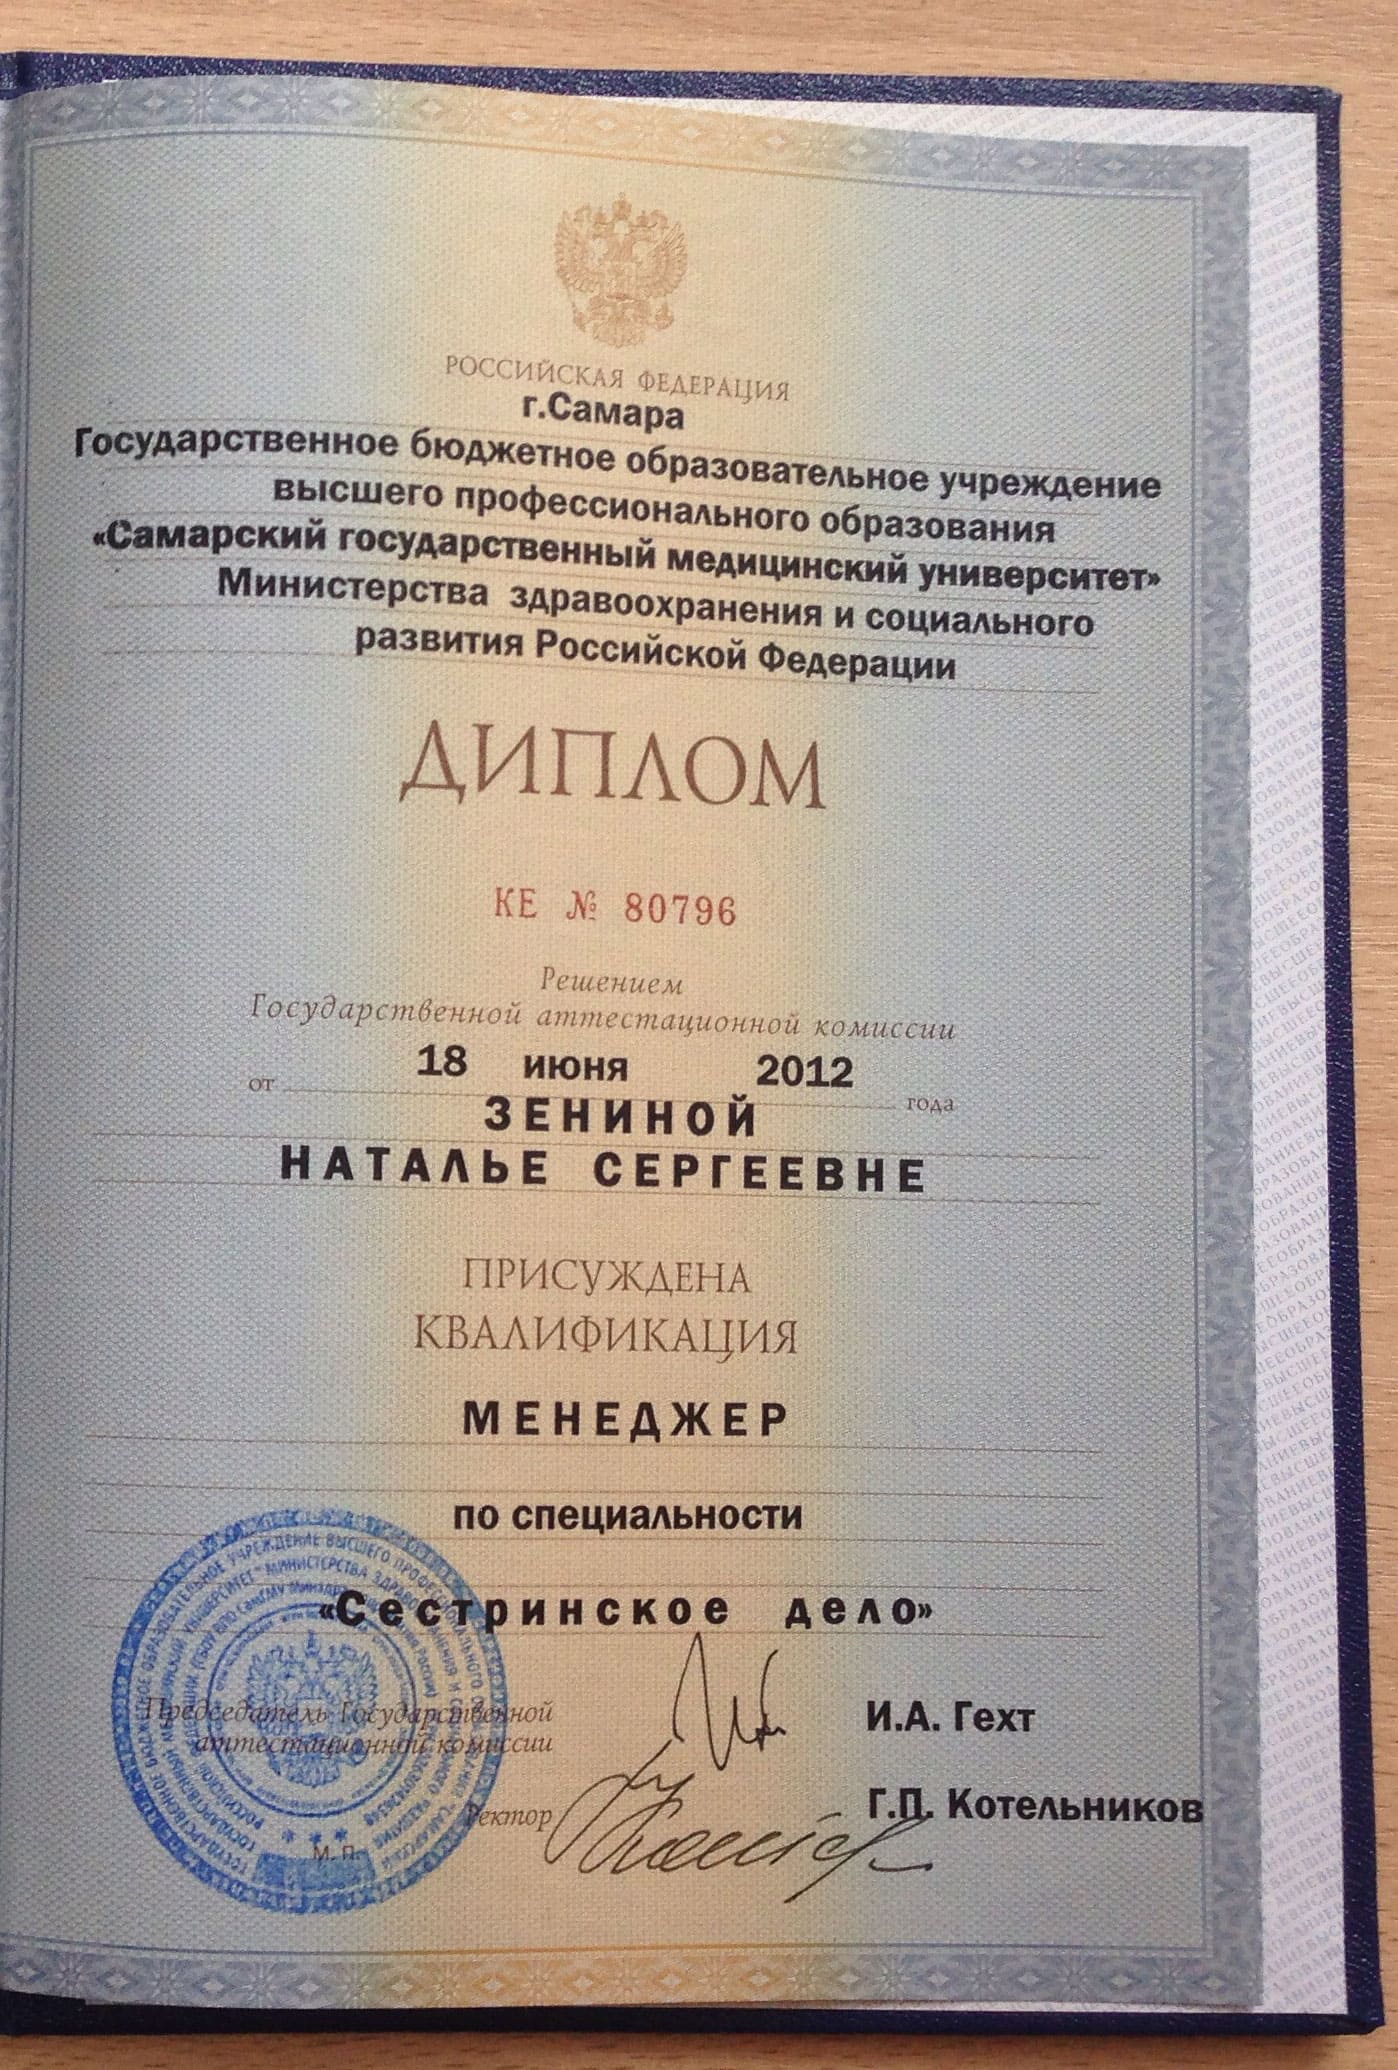 РОССИЙСКАЯ ФЕДЕРАЦИЯ
г.Самара
Государственное бюджетное образовательное учреждение
высшего профессионального образования
«Самарский государственный медицинский университет»
Министерства здравоохранения и социального
развития Российской Федерации
ДИПЛОМ
КЕ № 80796
Решением
Государственной аттестационной комиссии
от 18 июня 2012 года
ЗЕНИНОЙ
НАТАЛЬЕ СЕРГЕЕВНЕ
ПРИСУЖДЕНА
КВАЛИФИКАЦИЯ
МЕНЕДЖЕР
по специальности
«Сестринское дело»
Председатель Государственной
аттестационной комиссии
И.А. Гехт
Ректор
Г.П. Котельников
М. П.